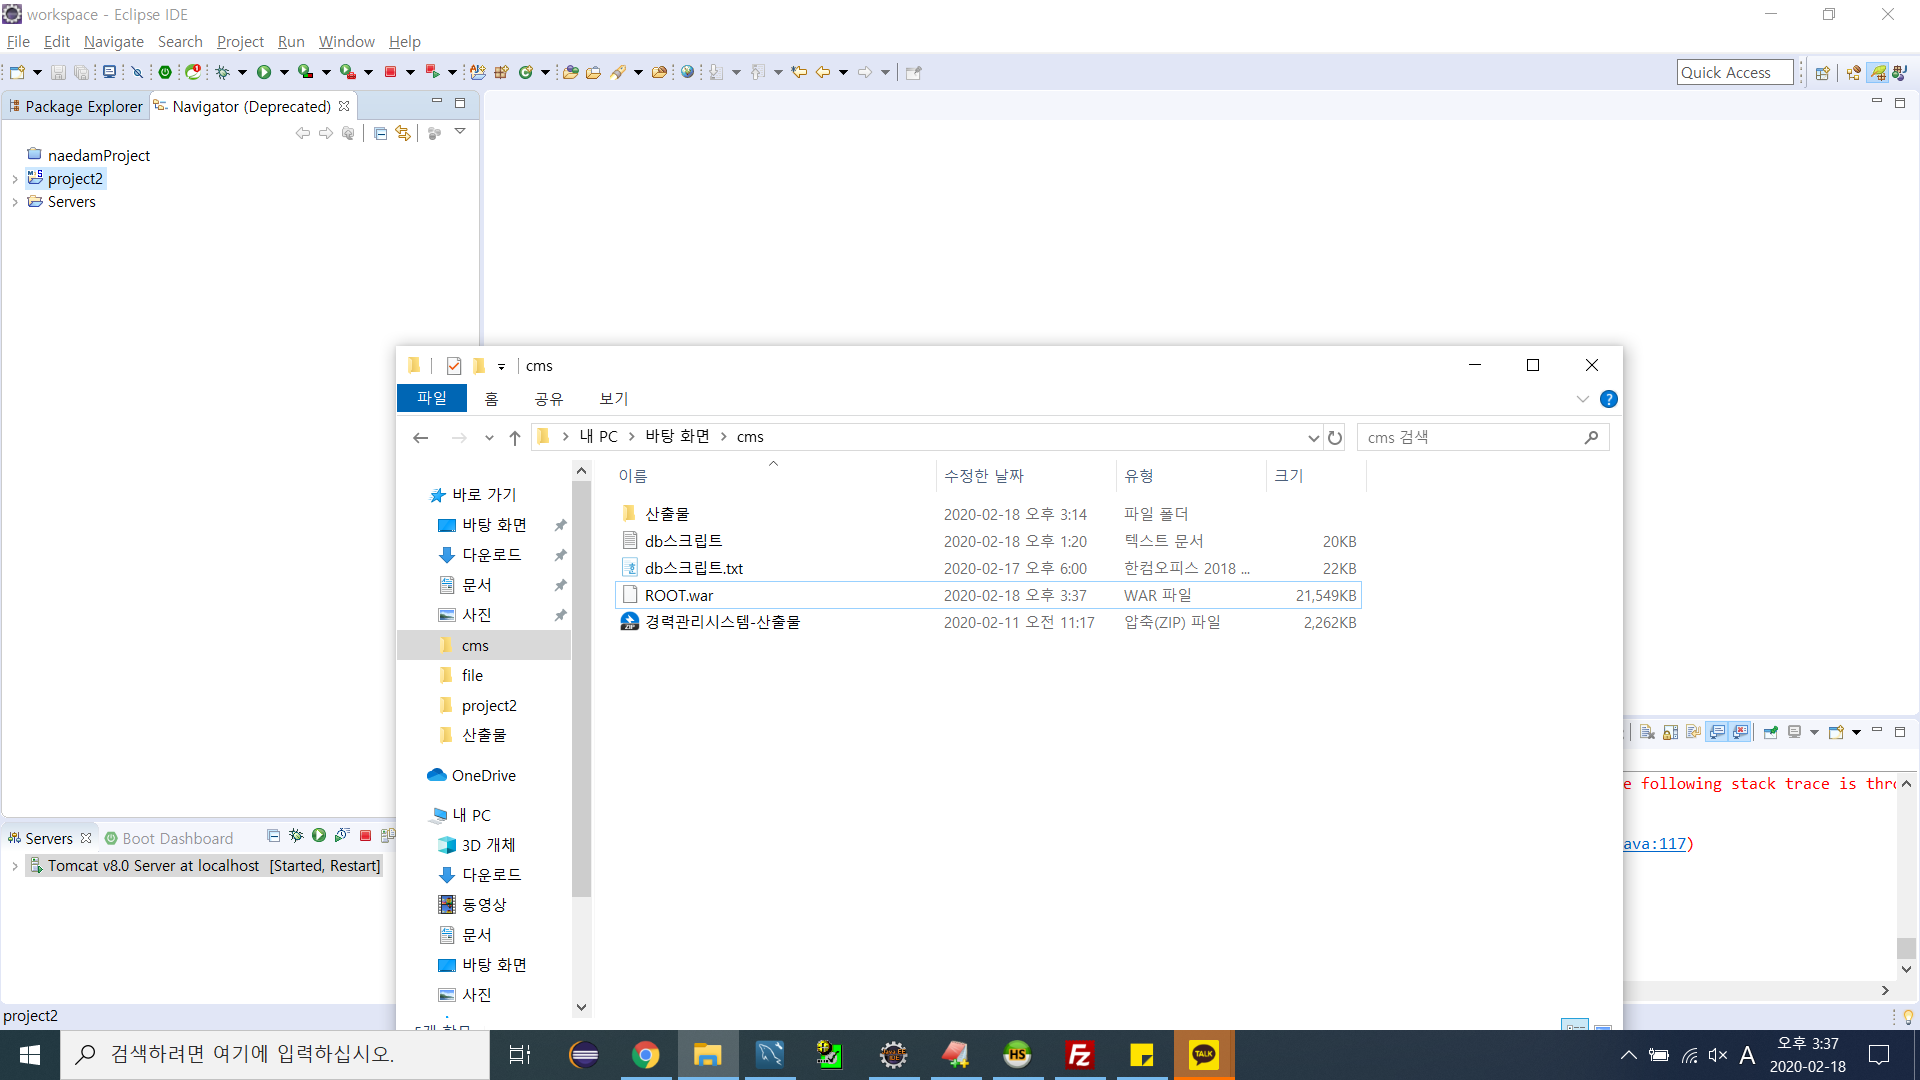 workspace - Eclipse IDE
File Edit Navigate Search Project Run Window Help
Quick Access
Package Explorer Navigator (Deprecated)
naedamProject
project2
Servers
cms
파일 홈 공유 보기
내 PC 바탕 화면 cms
cms 검색
이름 수정한 날짜 유형 크기
산출물 2020-02-18 오후 3:14 파일 폴더
db스크립트 2020-02-18 오후 1:20 텍스트 문서 20KB
db스크립트.txt 2020-02-17 오후 6:00 한컴오피스 2018 ... 22KB
ROOT.war 2020-02-18 오후 3:37 WAR 파일 21,549KB
경력관리시스템-산출물 2020-02-11 오전 11:17 압축(ZIP) 파일 2,262KB
바로 가기
바탕 화면
다운로드
문서
사진
cms
file
project2
산출물
OneDrive
내 PC
3D 개체
다운로드
동영상
문서
바탕 화면
사진
e following stack trace is thr
ava:117)
Servers Boot Dashboard
Tomcat v8.0 Server at localhost [Started, Restart]
project2
검색하려면 여기에 입력하십시오.
HS
TALK
A
오후 3:37
2020-02-18